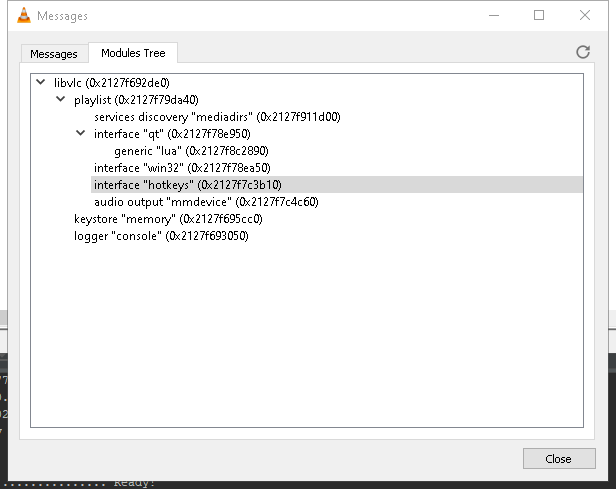 Messages
Messages
Modules Tree
libvlc (0x2127f692de0)
playlist (0x2127f79da40)
services discovery "mediadirs" (0x2127f911d00)
interface "qt" (0x2127f78e950)
generic "lua" (0x2127f8c2890)
interface "win32" (0x2127f78ea50)
interface "hotkeys" (0x2127f7c3b10)
audio output "mmdevice" (0x2127f7c4c60)
keystore "memory" (0x2127f695cc0)
logger "console" (0x2127f693050)
Close
............... Ready!